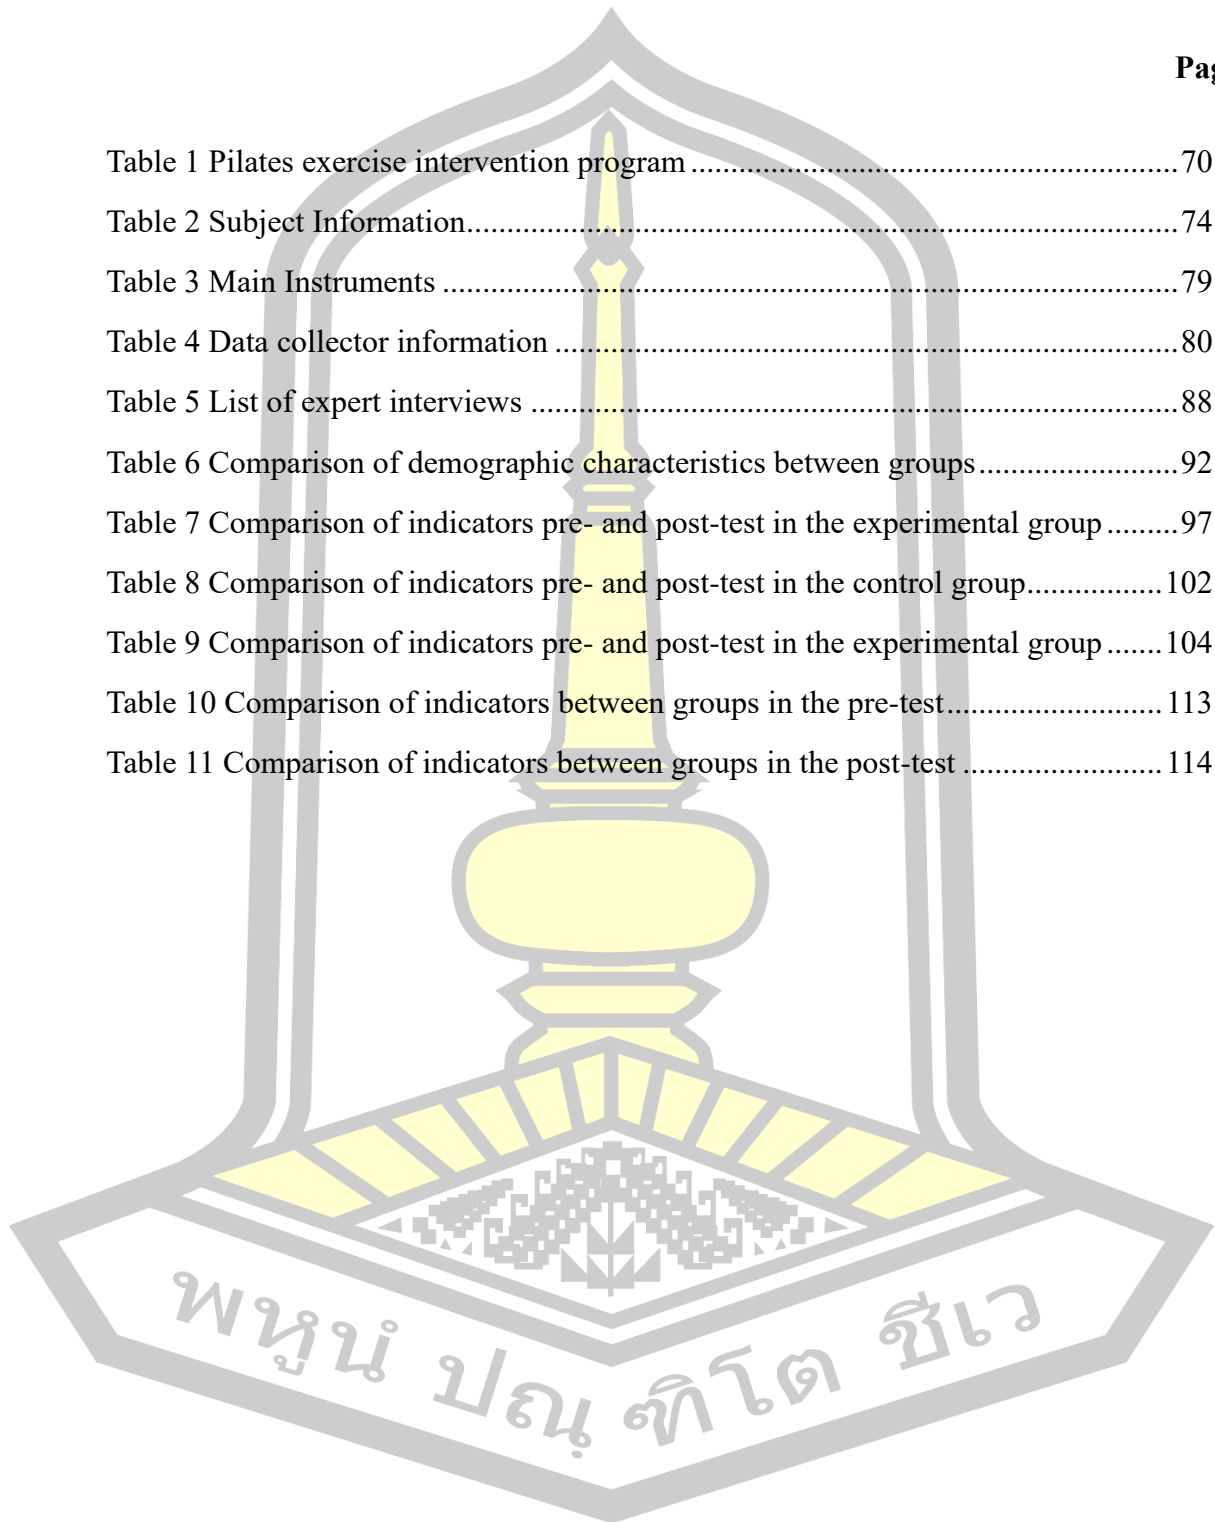 Pag
Table 1 Pilates exercise intervention program ............................................................. 70
Table 2 Subject Information......................................................................................... 74
Table 3 Main Instruments ............................................................................................ 79
Table 4 Data collector information .............................................................................. 80
Table 5 List of expert interviews ................................................................................. 88
Table 6 Comparison of demographic characteristics between groups......................... 92
Table 7 Comparison of indicators pre- and post-test in the experimental group ......... 97
Table 8 Comparison of indicators pre- and post-test in the control group................. 102
Table 9 Comparison of indicators pre- and post-test in the experimental group ....... 104
Table 10 Comparison of indicators between groups in the pre-test........................... 113
Table 11 Comparison of indicators between groups in the post-test ......................... 114
พหูนํ ปณฺ ฑิโต ชีเว